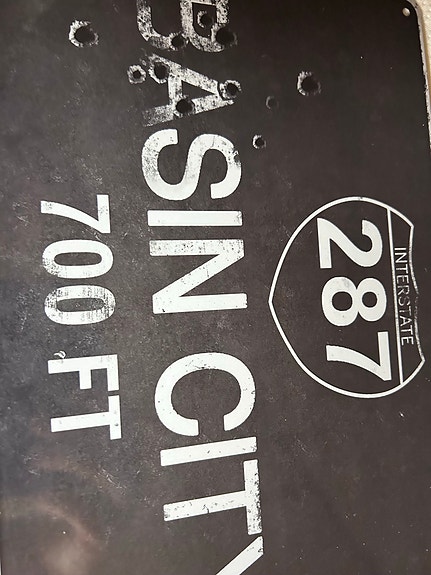 INTERSTATE
287
BASIN CITY
700 FT